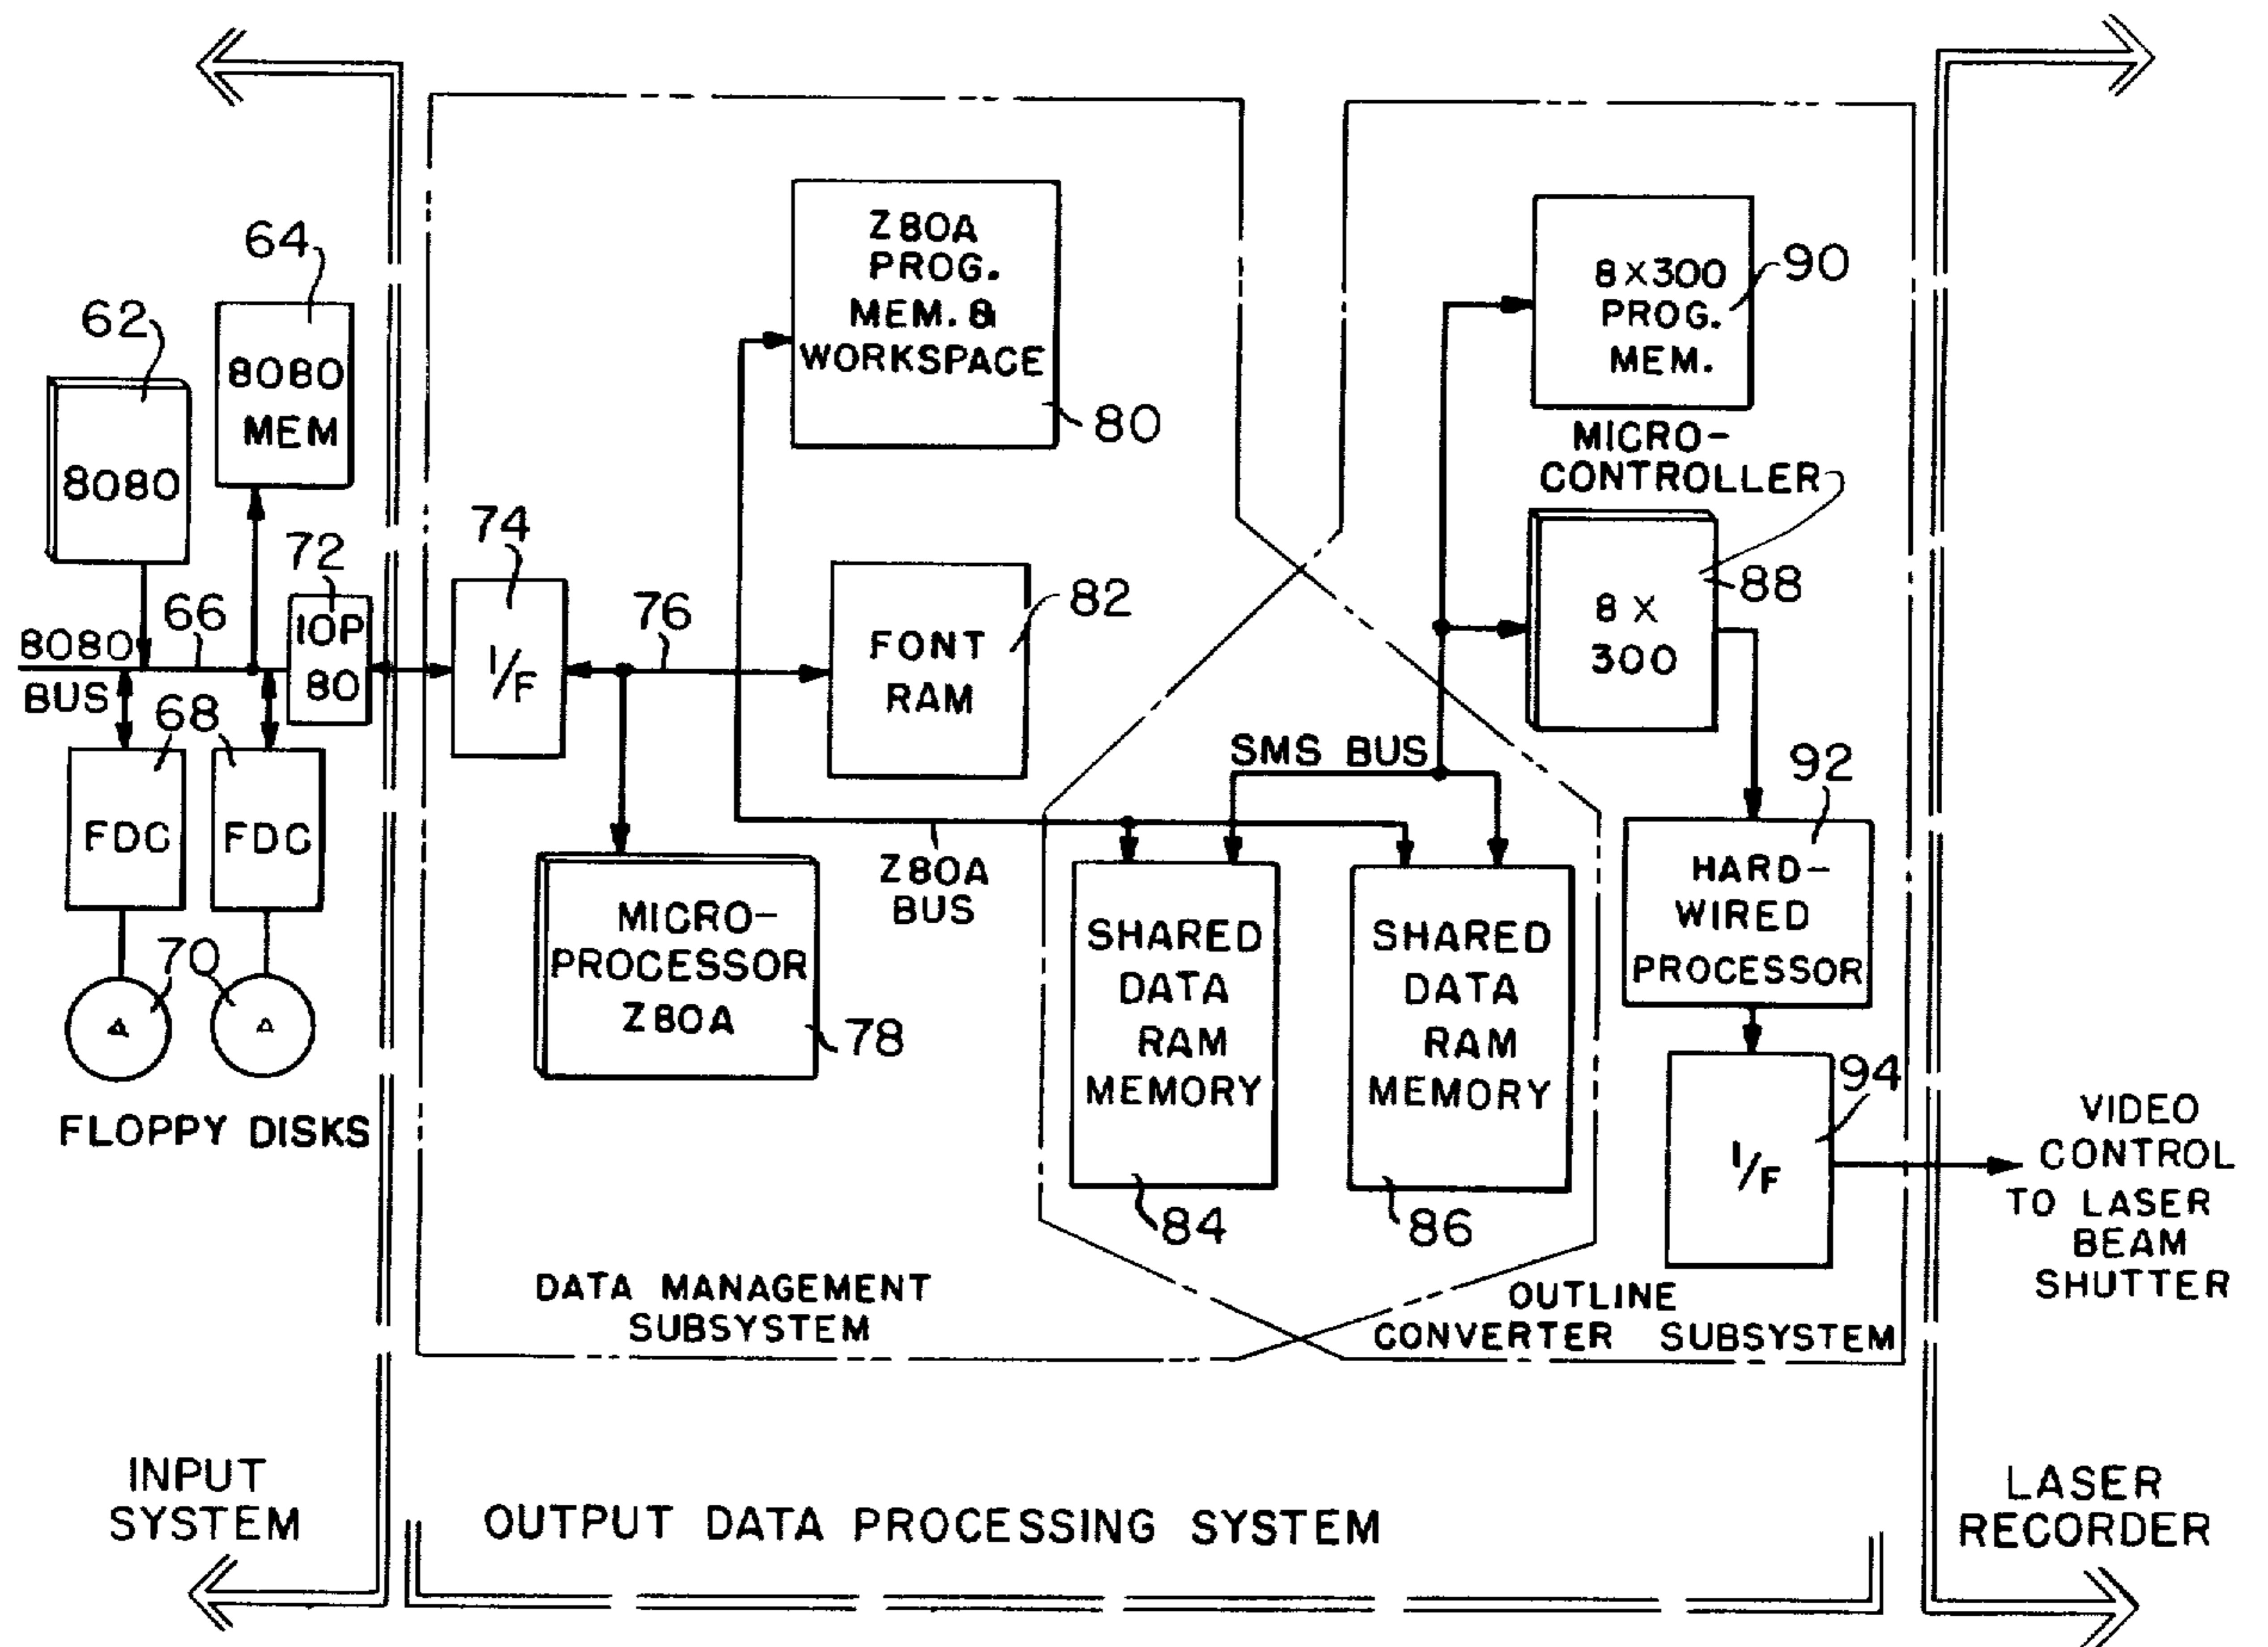 62
64
8080
8080
MEM
72
IOP
80
66
8080
BUS
68
FDC
FDC
70
FLOPPY DISKS
INPUT
SYSTEM
74
I/F
76
Z80A
PROG.
MEM. &
WORKSPACE
80
FONT
RAM
82
MICRO-
PROCESSOR
Z80A
78
Z80A
BUS
SMS BUS
SHARED
DATA
RAM
MEMORY
84
SHARED
DATA
RAM
MEMORY
86
DATA MANAGEMENT
SUBSYSTEM
8X300
PROG.
MEM.
90
MICRO-
CONTROLLER
8 X
300
88
92
HARD-
WIRED
PROCESSOR
94
I/F
OUTLINE
CONVERTER SUBSYSTEM
OUTPUT DATA PROCESSING SYSTEM
VIDEO
CONTROL
TO LASER
BEAM
SHUTTER
LASER
RECORDER